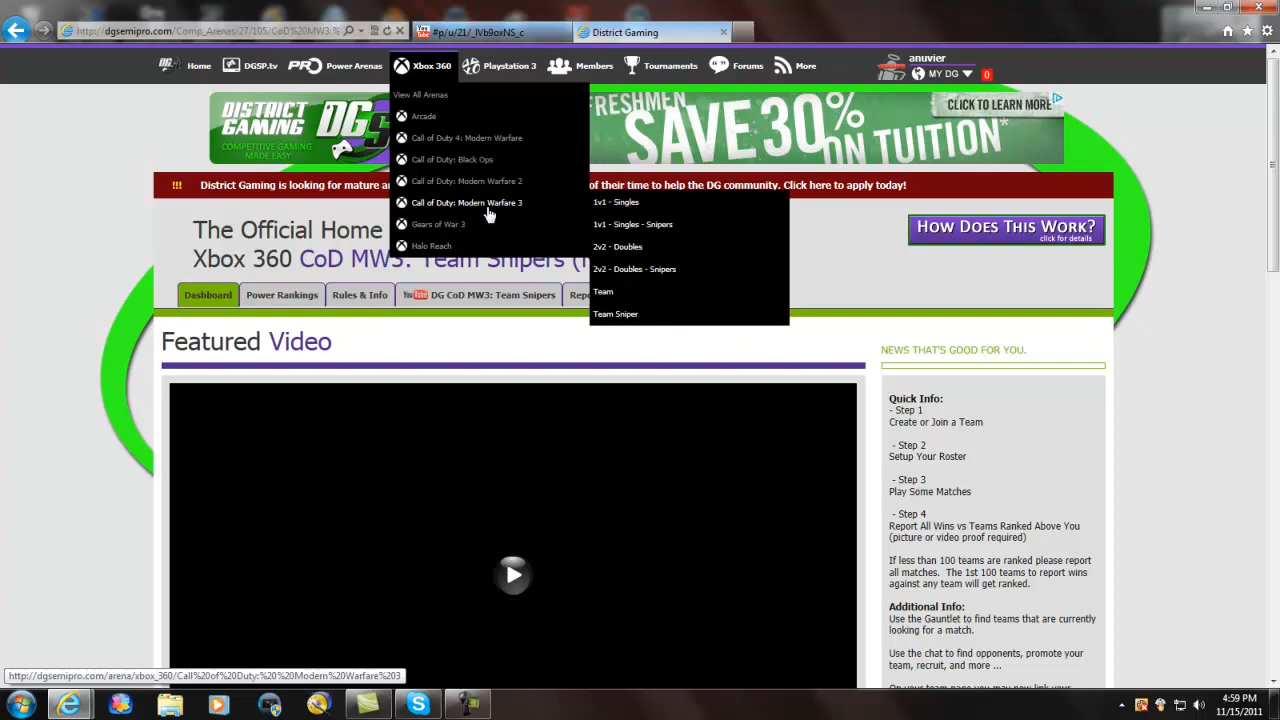 http://dgsemipro.com/Comp_Arenas/27/105/CoD%20MW3:%
#p/u/21/_IVb9oxNS_c
District Gaming
Home
DGSP.tv
PRO Power Arenas
Xbox 360
Playstation 3
Members
Tournaments
Forums
More
anuvier
MY DG
0
View All Arenas
Arcade
Call of Duty 4: Modern Warfare
Call of Duty: Black Ops
Call of Duty: Modern Warfare 2
Call of Duty: Modern Warfare 3
Gears of War 3
Halo Reach
1v1 - Singles
1v1 - Singles - Snipers
2v2 - Doubles
2v2 - Doubles - Snipers
Team
Team Sniper
DISTRICT GAMING
COMPETITIVE GAMING
MADE EASY
FRESHMEN
SAVE 30%
ON TUITION*
CLICK TO LEARN MORE
!!! District Gaming is looking for mature of their time to help the DG community. Click here to apply today! !!!
The Official Home
Xbox 360 CoD MW3: Team Snipers
HOW DOES THIS WORK?
click for details
Dashboard
Power Rankings
Rules & Info
YouTube DG CoD MW3: Team Snipers
Featured Video
NEWS THAT'S GOOD FOR YOU.
Quick Info:
- Step 1
Create or Join a Team
- Step 2
Setup Your Roster
- Step 3
Play Some Matches
- Step 4
Report All Wins vs Teams Ranked Above You
(picture or video proof required)
If less than 100 teams are ranked please report
all matches. The 1st 100 teams to report wins
against any team will get ranked.
Additional Info:
Use the Gauntlet to find teams that are currently
looking for a match.
Use the chat to find opponents, promote your
team, recruit, and more ...
On your team page you may now link your
http://dgsemipro.com/arena/xbox_360/Call%20of%20Duty:%20%20Modern%20Warfare%203
4:59 PM
11/15/2011